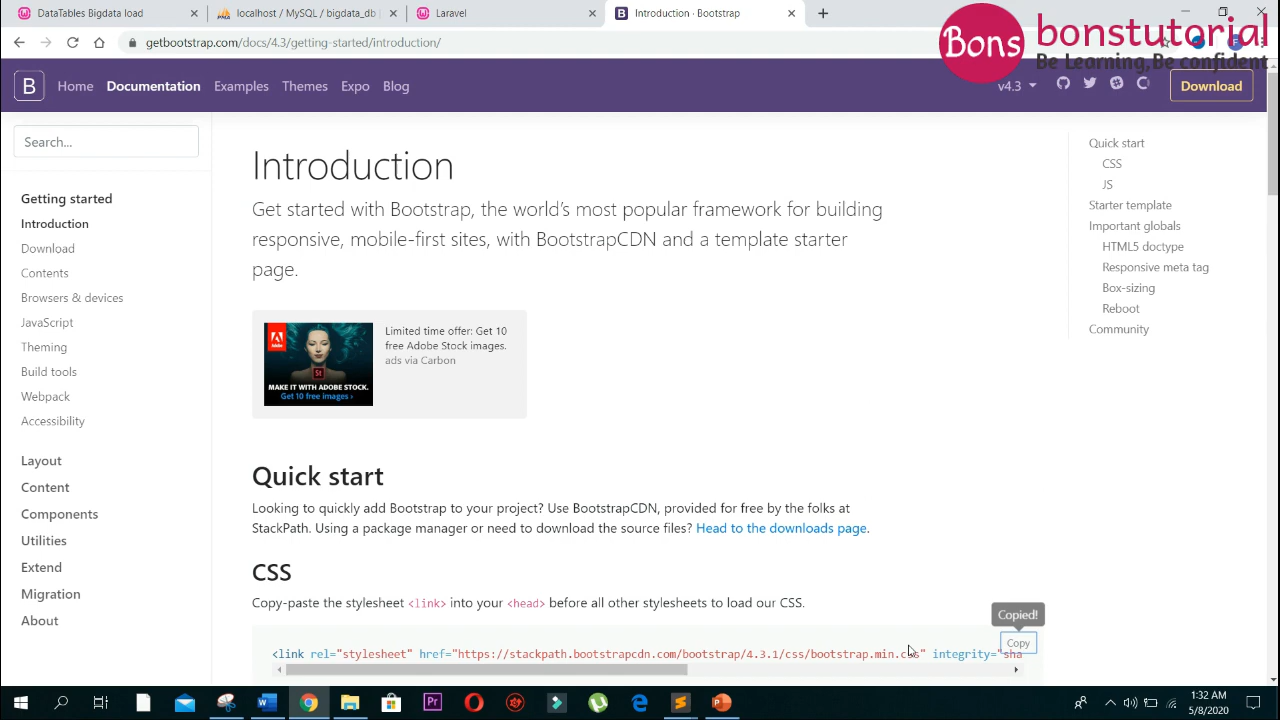 DataTables Bigdata load
localhost / MySQL / bigdata_db
Laravel
Introduction · Bootstrap
getbootstrap.com/docs/4.3/getting-started/introduction/
Bons
bonstutorial
Be Learning,Be confident
B
Home
Documentation
Examples
Themes
Expo
Blog
v4.3
Download
Search...
Getting started
Introduction
Download
Contents
Browsers & devices
JavaScript
Theming
Build tools
Webpack
Accessibility
Layout
Content
Components
Utilities
Extend
Migration
About
Introduction
Get started with Bootstrap, the world’s most popular framework for building
responsive, mobile-first sites, with BootstrapCDN and a template starter
page.
St
MAKE IT WITH ADOBE STOCK.
Get 10 free images ›
Limited time offer: Get 10
free Adobe Stock images.
ads via Carbon
Quick start
Looking to quickly add Bootstrap to your project? Use BootstrapCDN, provided for free by the folks at
StackPath. Using a package manager or need to download the source files? Head to the downloads page.
CSS
Copy-paste the stylesheet <link> into your <head> before all other stylesheets to load our CSS.
Copied!
Copy
<link rel="stylesheet" href="https://stackpath.bootstrapcdn.com/bootstrap/4.3.1/css/bootstrap.min.css" integrity="sha
Quick start
CSS
JS
Starter template
Important globals
HTML5 doctype
Responsive meta tag
Box-sizing
Reboot
Community
1:32 AM
5/8/2020